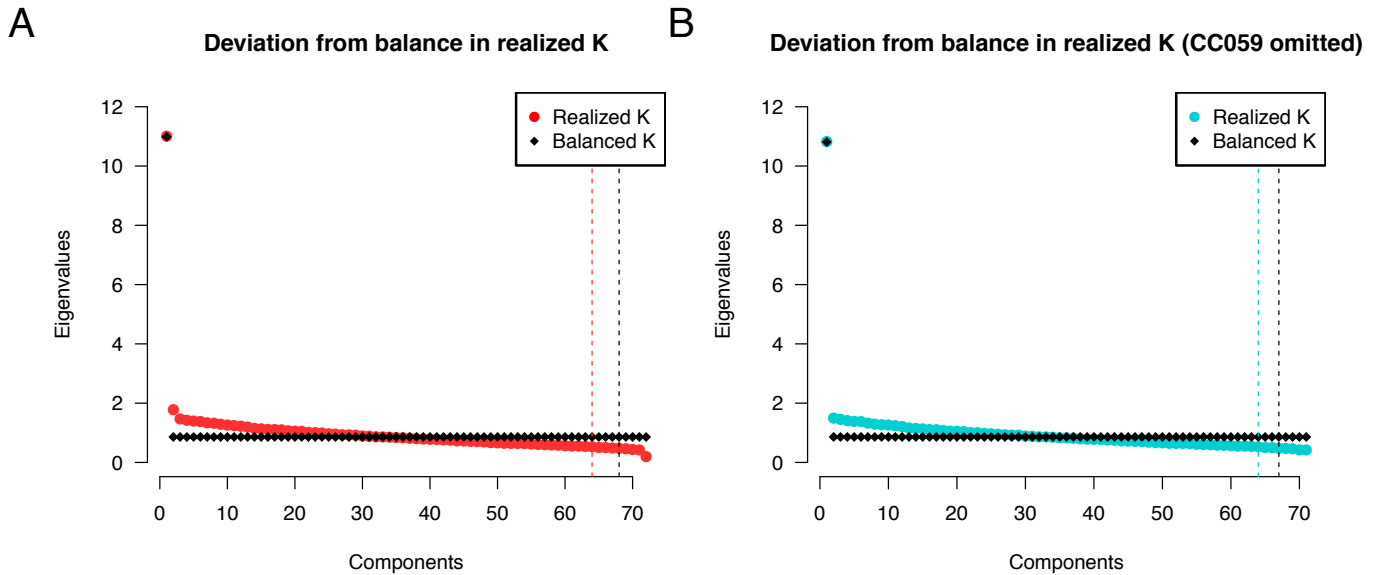 A
Deviation from balance in realized K
Realized K
Balanced K
12
10
8
6
4
2
0
Eigenvalues
0 10 20 30 40 50 60 70
Components
B
Deviation from balance in realized K (CC059 omitted)
Realized K
Balanced K
12
10
8
6
4
2
0
Eigenvalues
0 10 20 30 40 50 60 70
Components